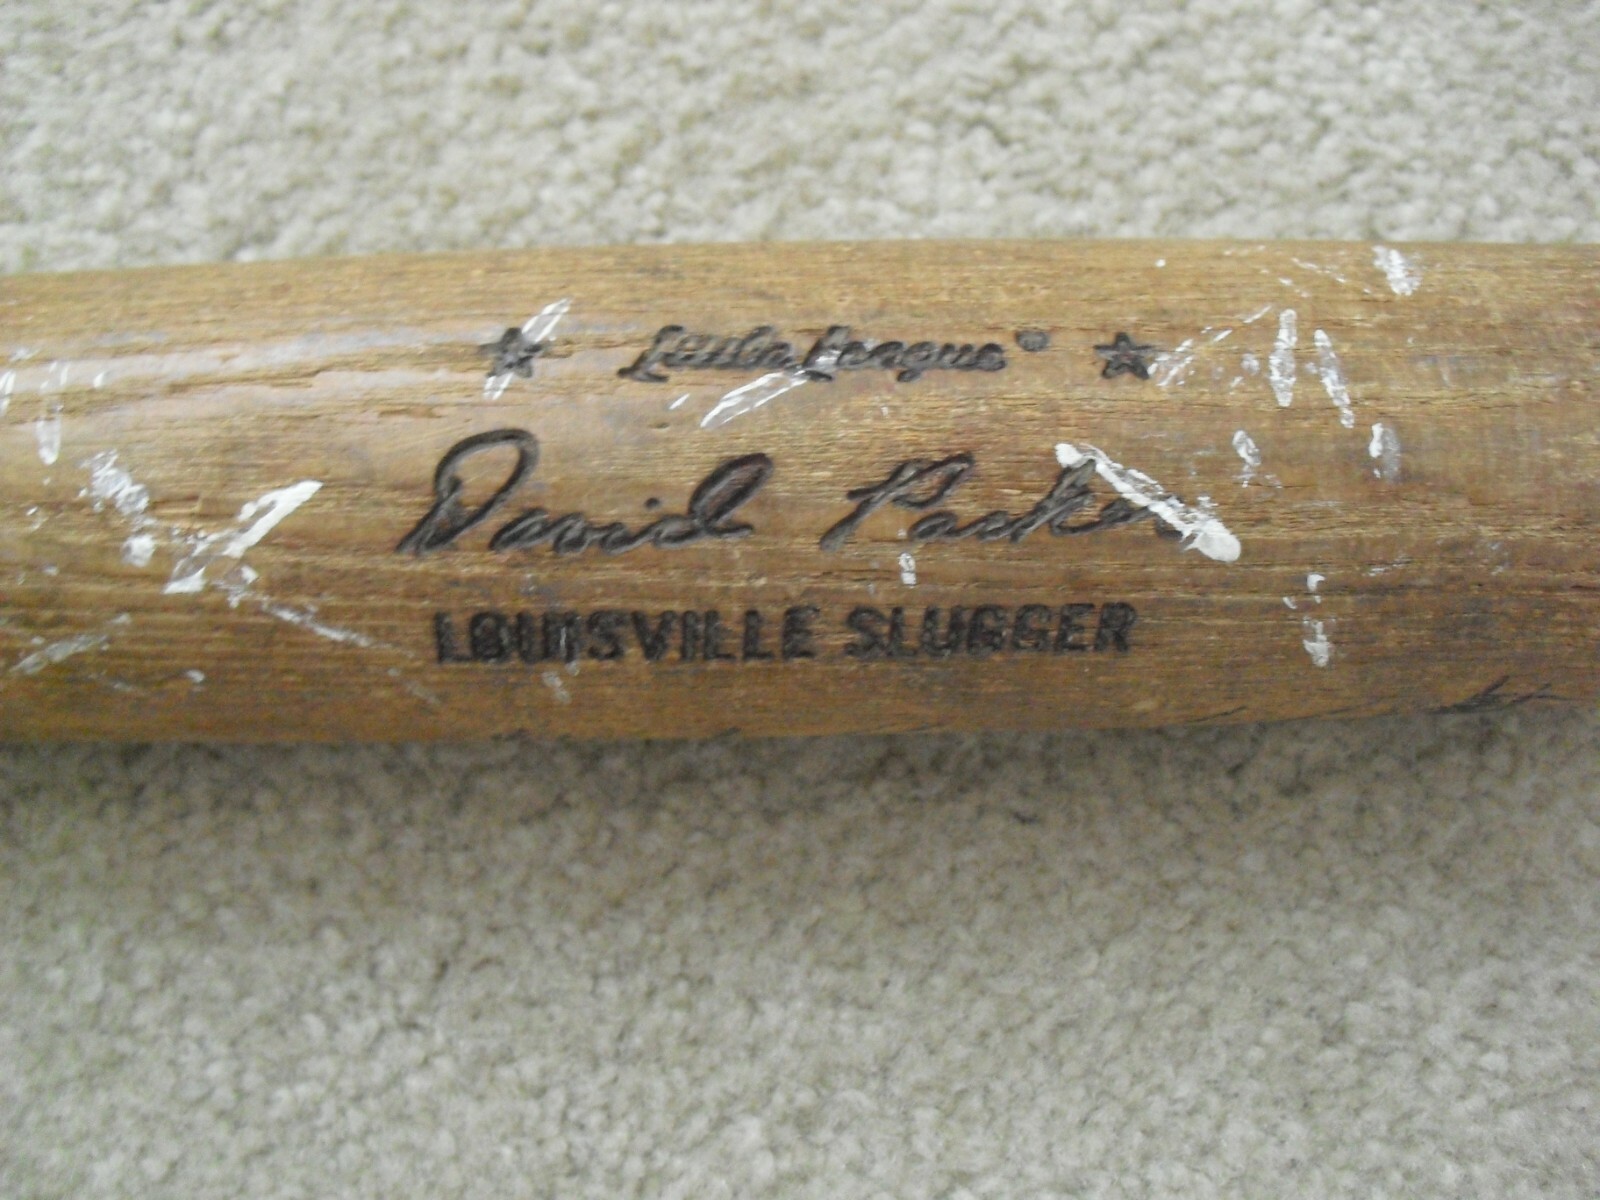 ★ Little League® ★
David Parker
LOUISVILLE SLUGGER